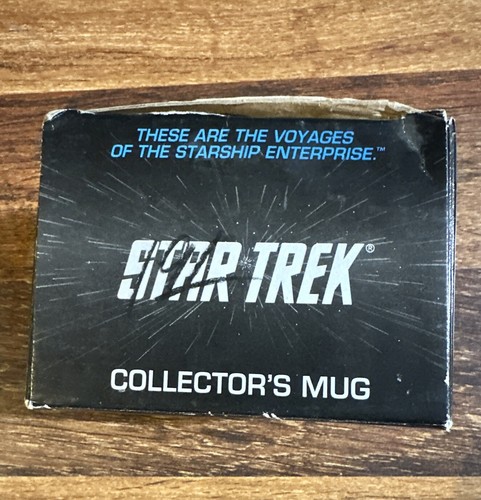 THESE ARE THE VOYAGES
OF THE STARSHIP ENTERPRISE.™
STAR TREK®
COLLECTOR'S MUG